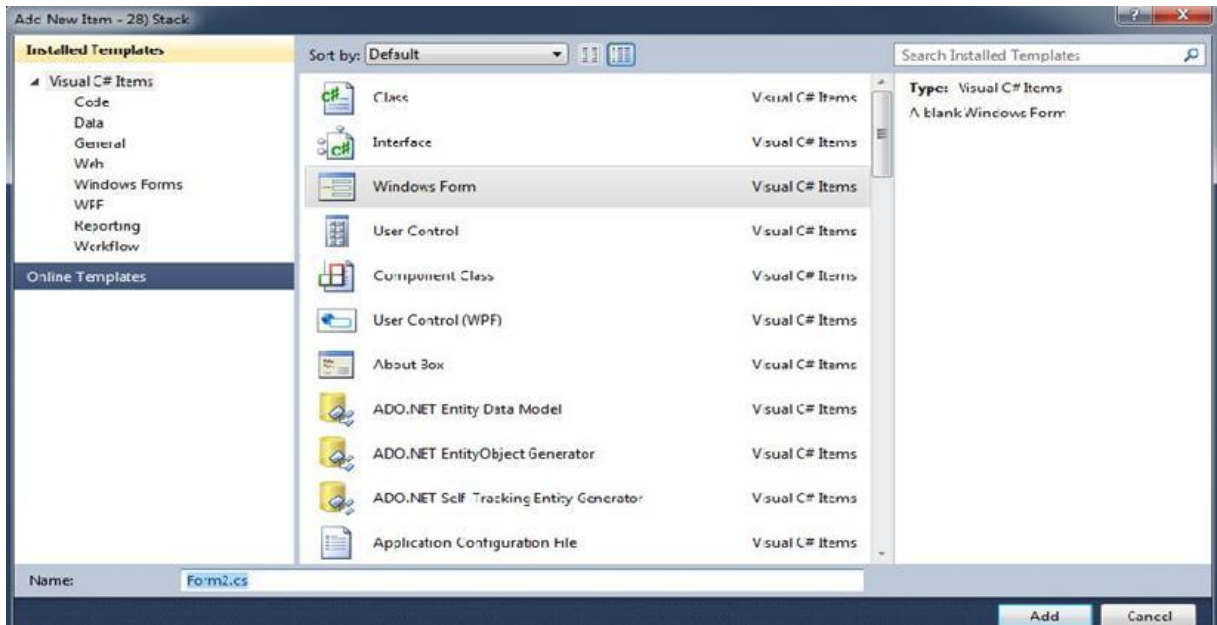 Add New Item - 28) Stack
Installed Templates
Visual C# Items
Code
Data
General
Web
Windows Forms
WPF
Reporting
Workflow
Online Templates
Sort by: Default
Class Visual C# Items
Interface Visual C# Items
Windows Form Visual C# Items
User Control Visual C# Items
Component Class Visual C# Items
User Control (WPF) Visual C# Items
About Box Visual C# Items
ADO.NET Entity Data Model Visual C# Items
ADO.NET EntityObject Generator Visual C# Items
ADO.NET Self-Tracking Entity Generator Visual C# Items
Application Configuration File Visual C# Items
Search Installed Templates
Type: Visual C# Items
A blank Windows Form
Name: Form2.cs
Add Cancel